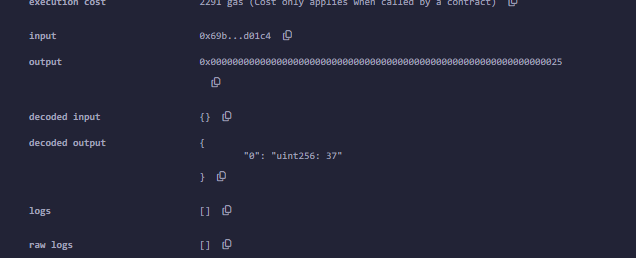 execution cost 2291 gas (Cost only applies when called by a contract)
input 0x69b...d01c4
output 0x0000000000000000000000000000000000000000000000000000000000000025
decoded input {}
decoded output {
"0": "uint256: 37"
}
logs []
raw logs []